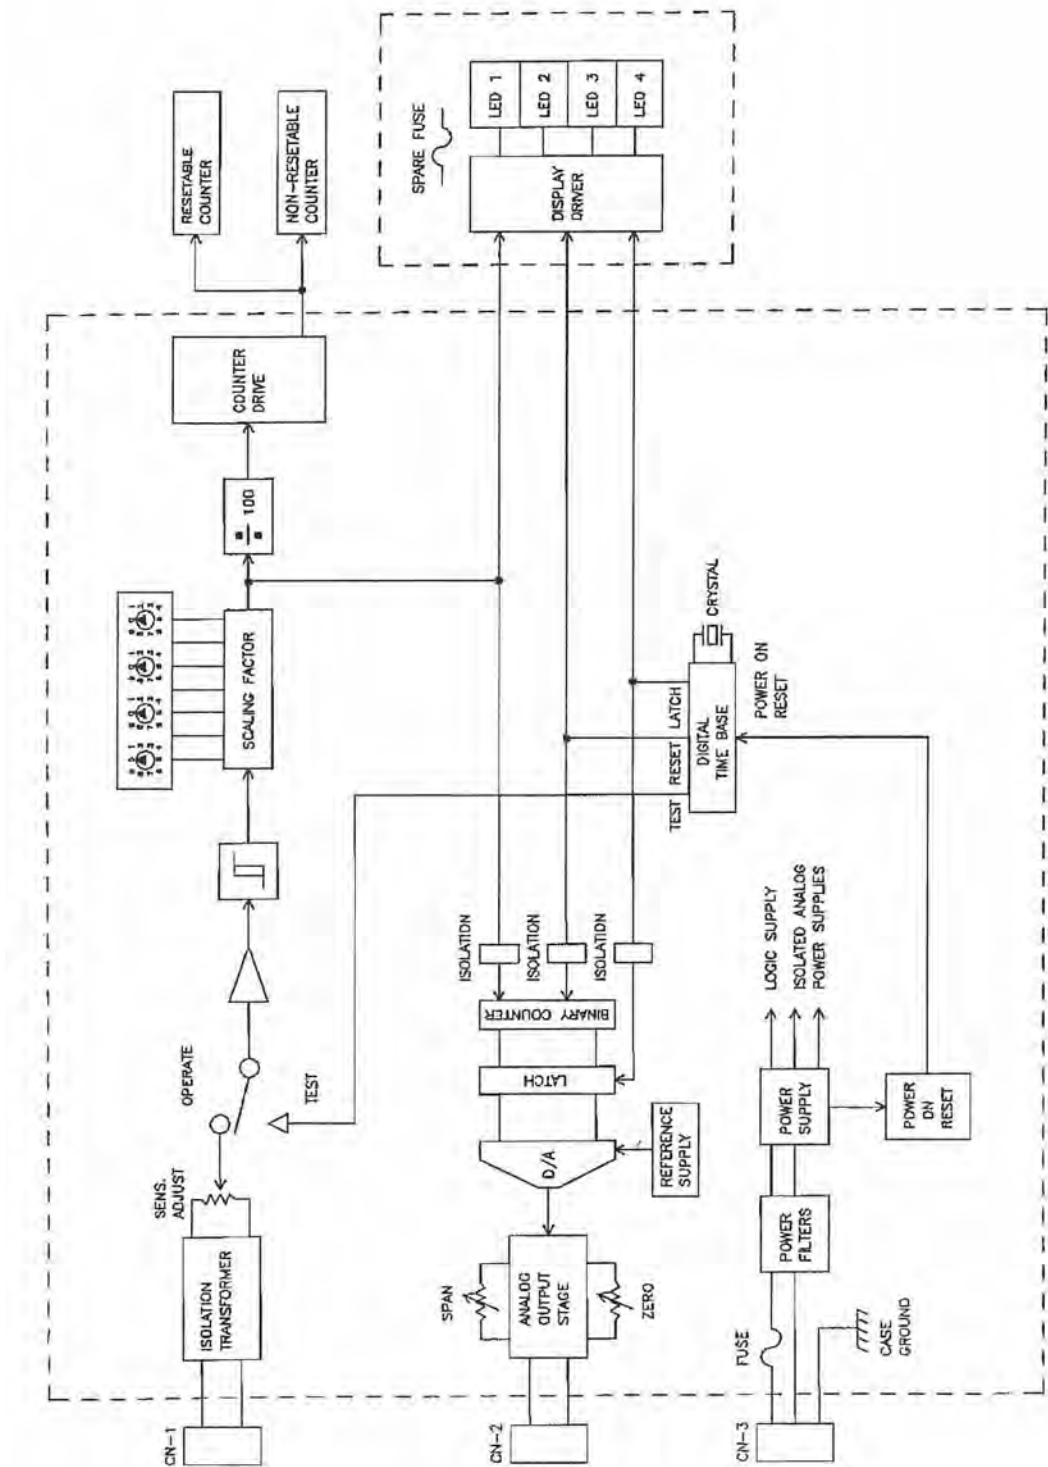 CN-1
ISOLATION
TRANSFORMER
SENS.
ADJUST
OPERATE
TEST
SCALING FACTOR
100
COUNTER
DRIVE
RESETABLE
COUNTER
NON-RESETABLE
COUNTER
CN-2
SPAN
ANALOG
OUTPUT
STAGE
ZERO
D/A
REFERENCE
SUPPLY
LATCH
BINARY COUNTER
ISOLATION
ISOLATION
ISOLATION
TEST
RESET
LATCH
DIGITAL
TIME BASE
CRYSTAL
POWER ON
RESET
SPARE FUSE
DISPLAY
DRIVER
LED 1
LED 2
LED 3
LED 4
CN-3
FUSE
CASE
GROUND
POWER
FILTERS
POWER
SUPPLY
LOGIC SUPPLY
ISOLATED ANALOG
POWER SUPPLIES
POWER
ON
RESET